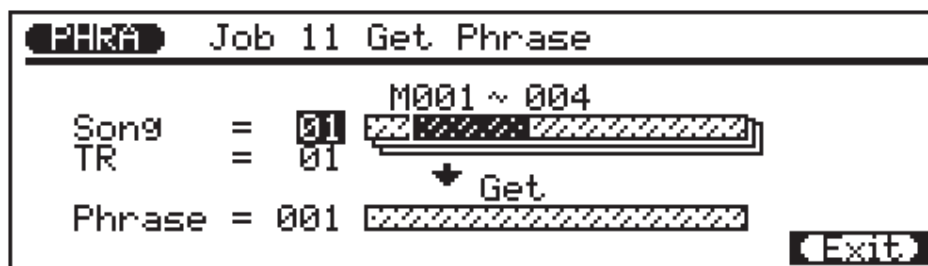 PHRA Job 11 Get Phrase
M001 ~ 004
Song = 01
TR = 01
Get
Phrase = 001
Exit